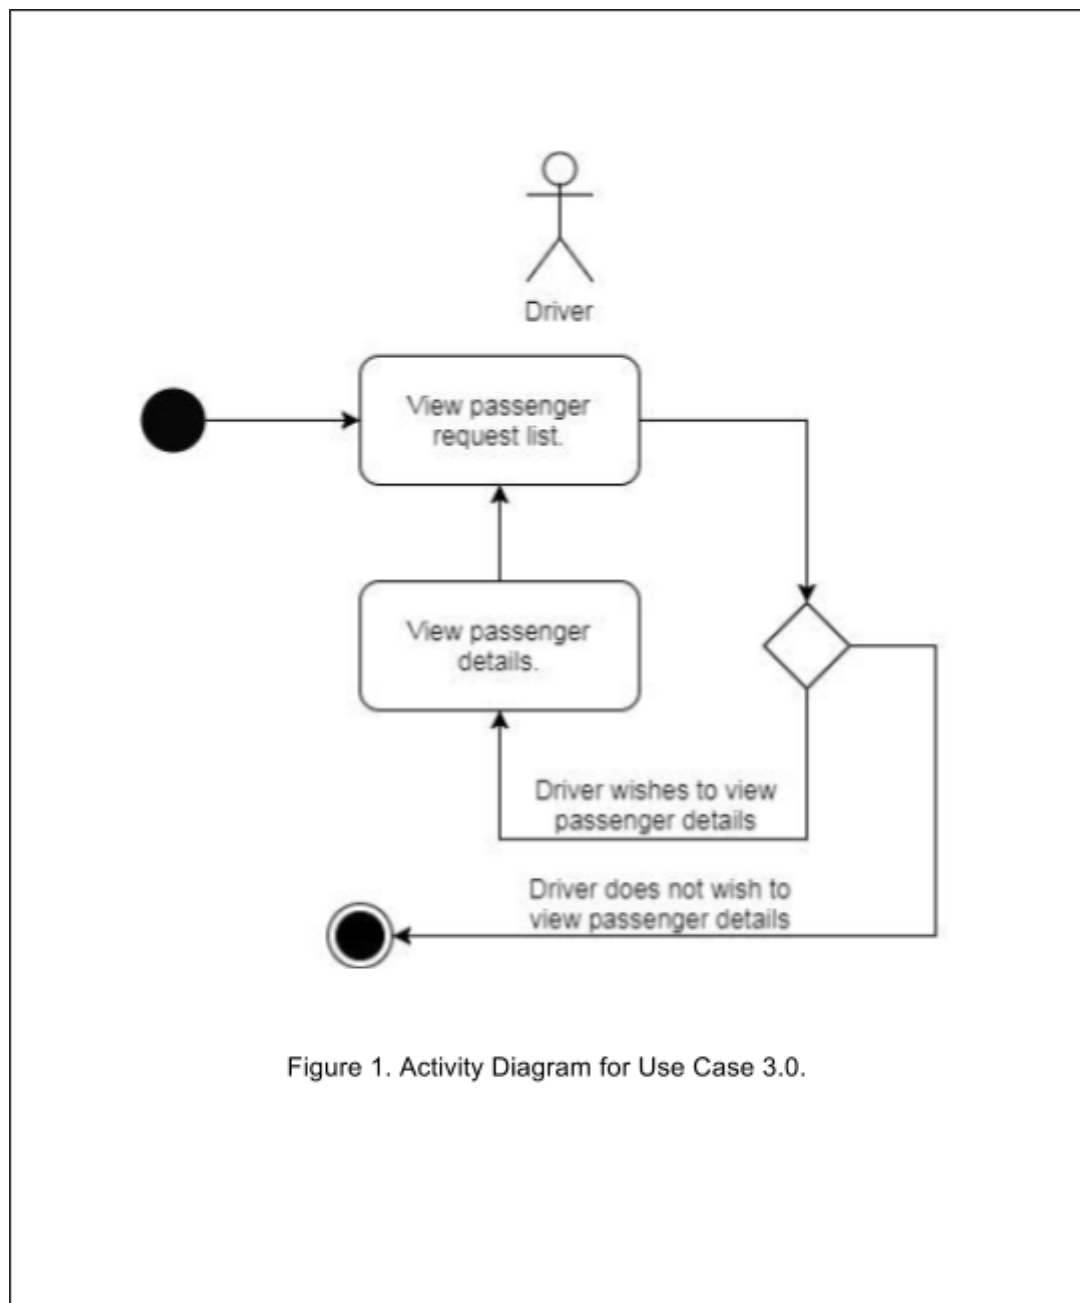 Driver
View passenger
request list.
View passenger
details.
Driver wishes to view
passenger details
Driver does not wish to
view passenger details
Figure 1. Activity Diagram for Use Case 3.0.